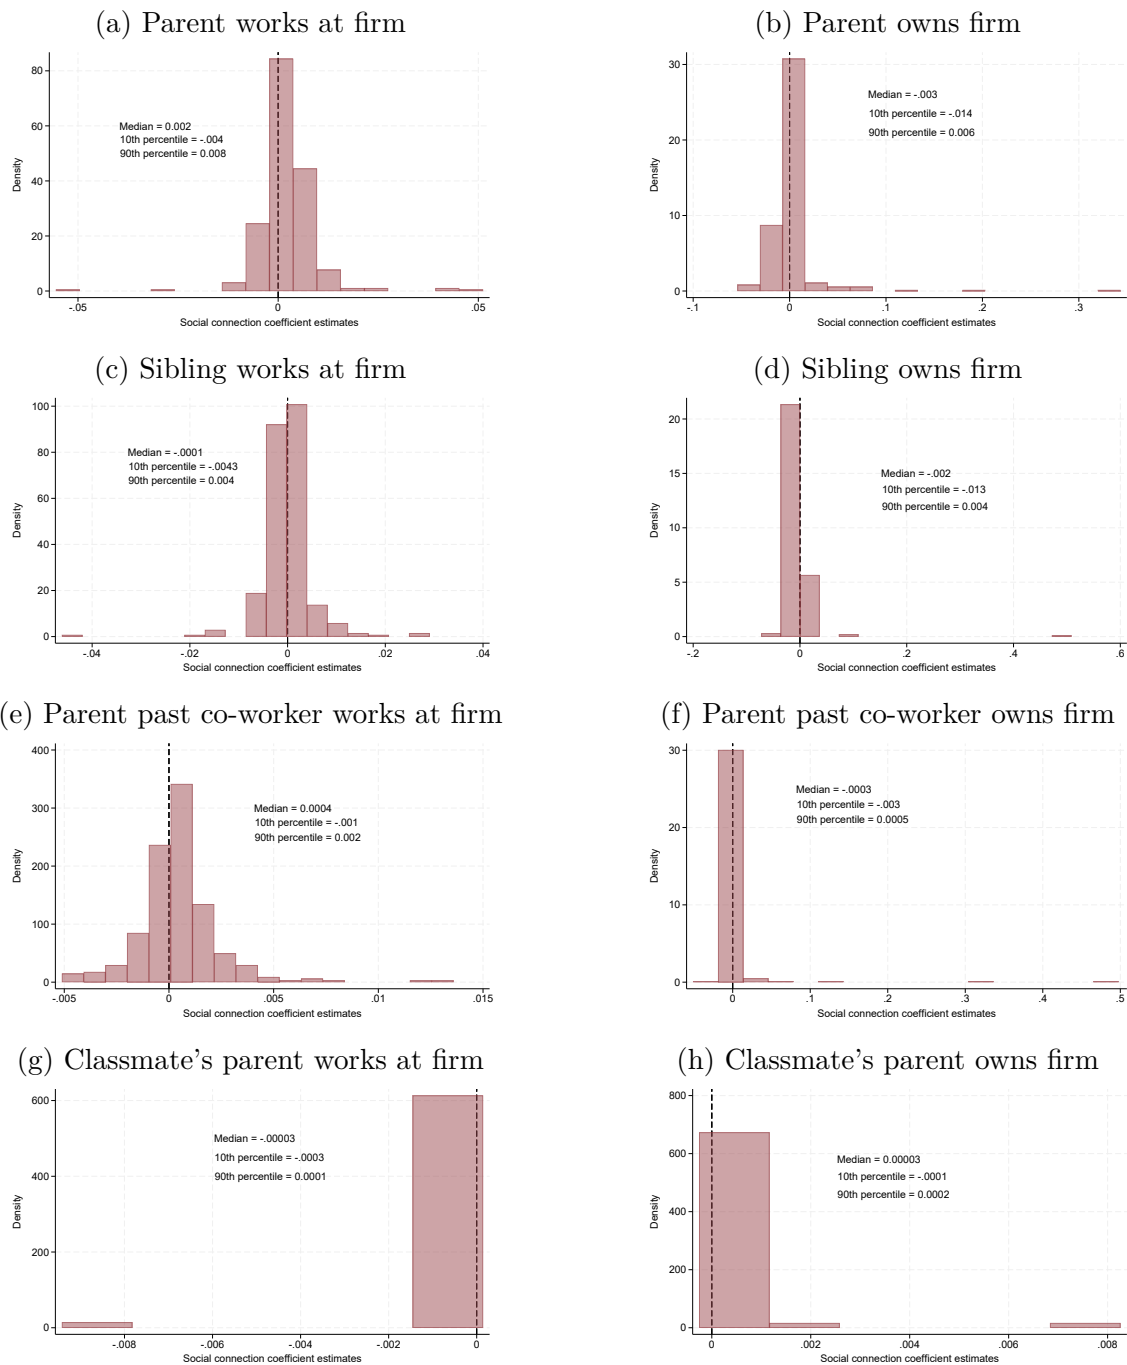 (a) Parent works at firm
80
60
40
20
0
Density
Median = 0.002
10th percentile = -.004
90th percentile = 0.008
-.05 0 .05
Social connection coefficient estimates
(b) Parent owns firm
30
20
10
0
Density
Median = -.003
10th percentile = -.014
90th percentile = 0.006
-.1 0 .1 .2 .3
Social connection coefficient estimates
(c) Sibling works at firm
100
80
60
40
20
0
Density
Median = -.0001
10th percentile = -.0043
90th percentile = 0.004
-.04 -.02 0 .02 .04
Social connection coefficient estimates
(d) Sibling owns firm
20
15
10
5
0
Density
Median = -.002
10th percentile = -.013
90th percentile = 0.004
-.2 0 .2 .4 .6
Social connection coefficient estimates
(e) Parent past co-worker works at firm
400
300
200
100
0
Density
Median = 0.0004
10th percentile = -.001
90th percentile = 0.002
-.005 0 .005 .01 .015
Social connection coefficient estimates
(f) Parent past co-worker owns firm
30
20
10
0
Density
Median = -.0003
10th percentile = -.003
90th percentile = 0.0005
0 .1 .2 .3 .4 .5
Social connection coefficient estimates
(g) Classmate's parent works at firm
600
400
200
0
Density
Median = -.00003
10th percentile = -.0003
90th percentile = 0.0001
-.008 -.006 -.004 -.002 0
Social connection coefficient estimates
(h) Classmate's parent owns firm
800
600
400
200
0
Density
Median = 0.00003
10th percentile = -.0001
90th percentile = 0.0002
0 .002 .004 .006 .008
Social connection coefficient estimates